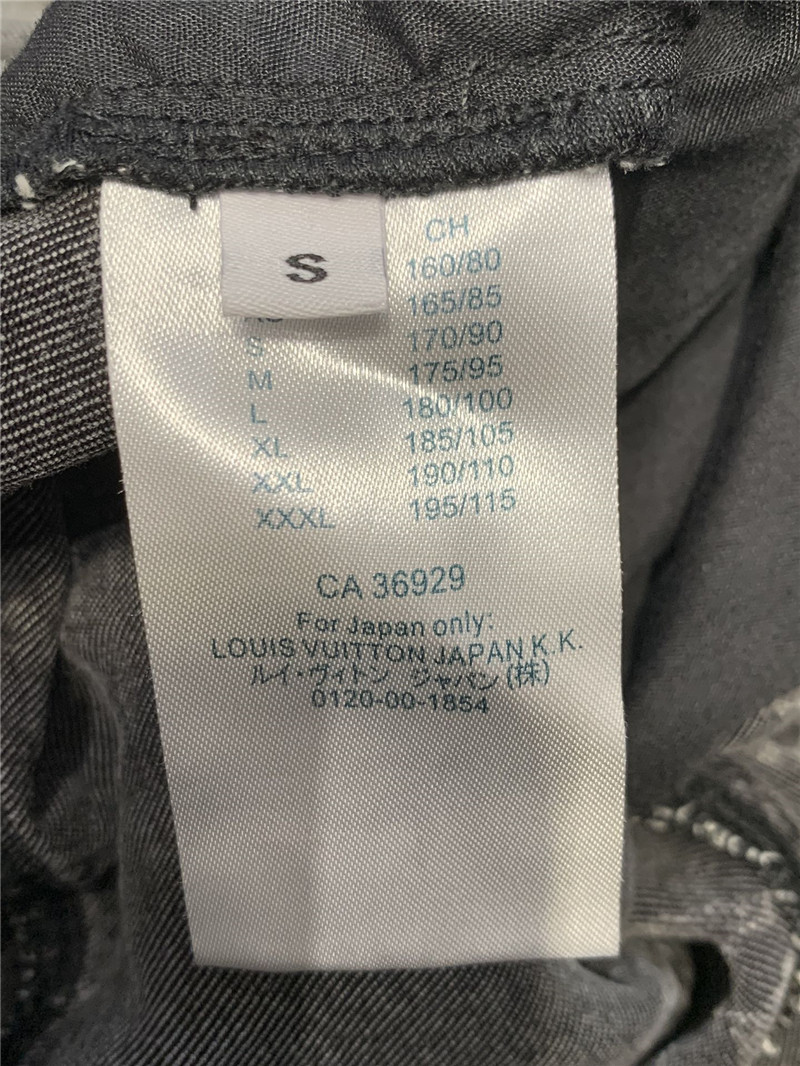 S
CH
160/80
165/85
S 170/90
M 175/95
L 180/100
XL 185/105
XXL 190/110
XXXL 195/115
CA 36929
For Japan only:
LOUIS VUITTON JAPAN K.K.
ルイ・ヴィトン ジャパン(株)
0120-00-1854